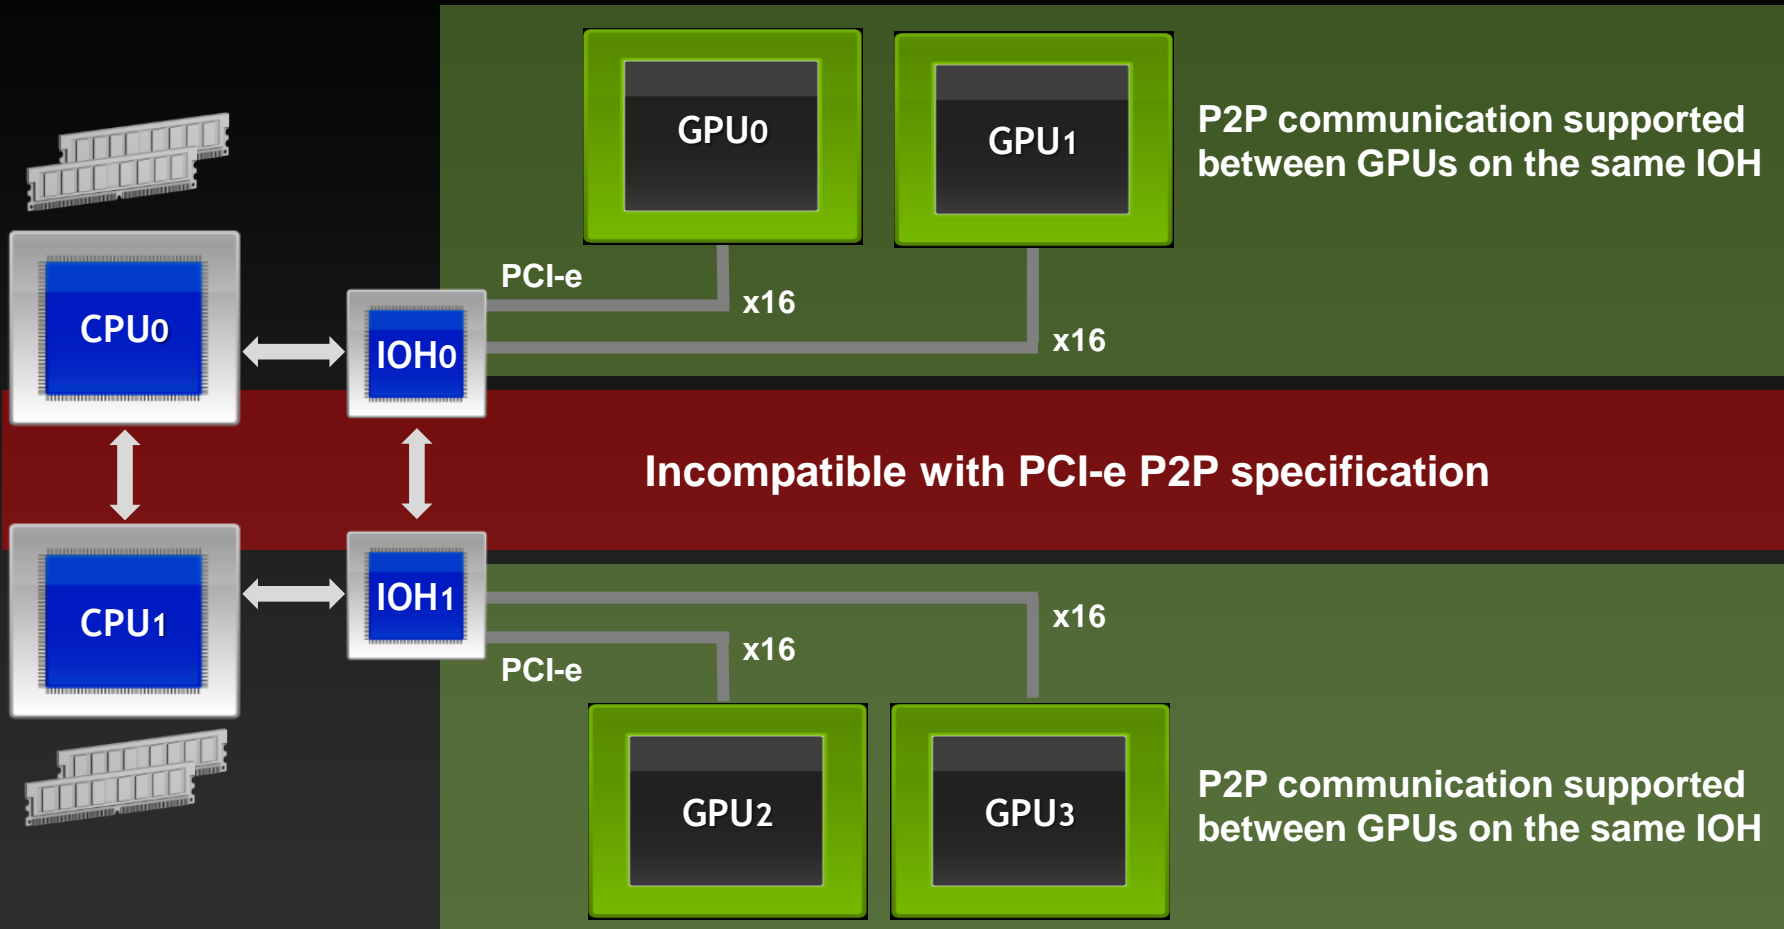 GPU0
GPU1
P2P communication supported
between GPUs on the same IOH
PCI-e
x16
CPU0
IOH0
x16
Incompatible with PCI-e P2P specification
CPU1
IOH1
x16
x16
PCI-e
GPU2
GPU3
P2P communication supported
between GPUs on the same IOH